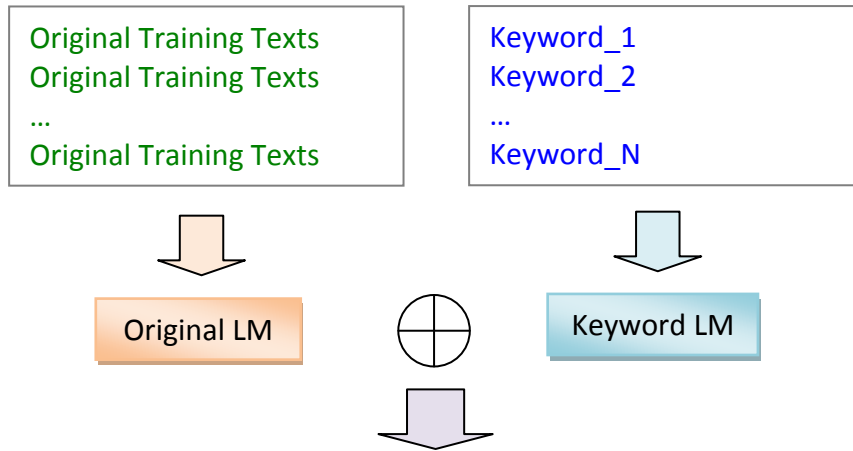 Original Training Texts
Original Training Texts
...
Original Training Texts
Keyword_1
Keyword_2
...
Keyword_N
Original LM
Keyword LM